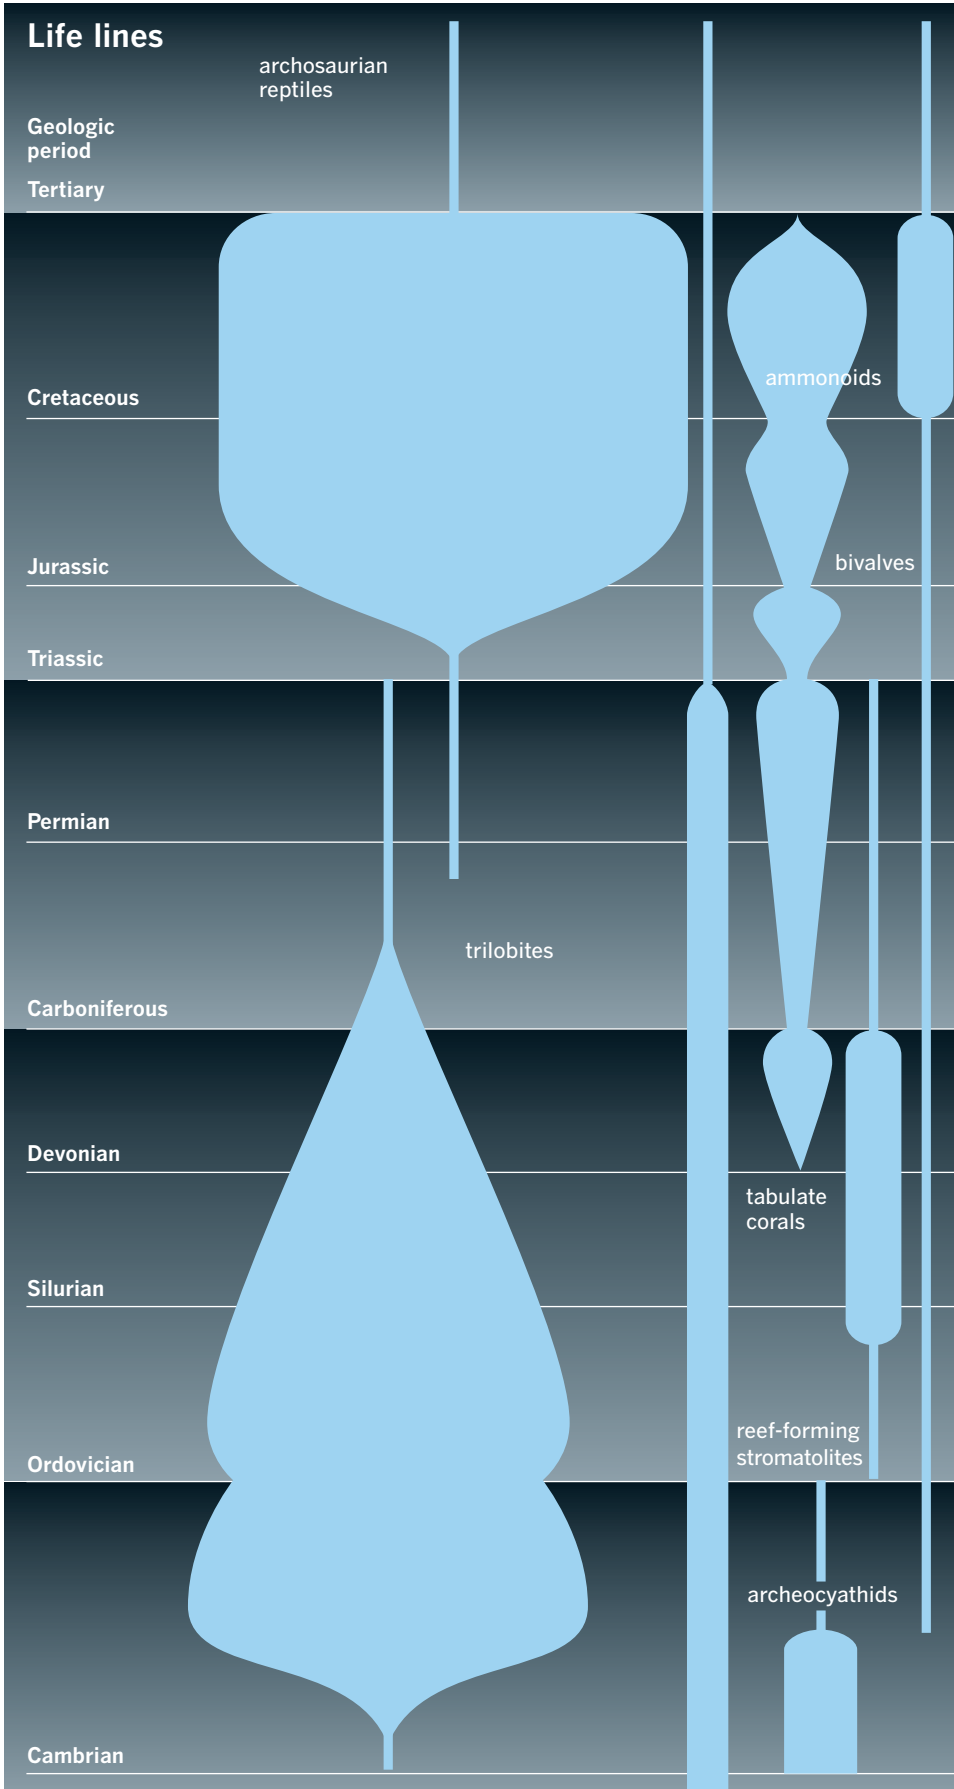 Life lines
archosaurian
reptiles
Geologic
period
Tertiary
ammonoids
Cretaceous
bivalves
Jurassic
Triassic
Permian
trilobites
Carboniferous
Devonian
tabulate
corals
Silurian
reef-forming
stromatolites
Ordovician
archeocyathids
Cambrian